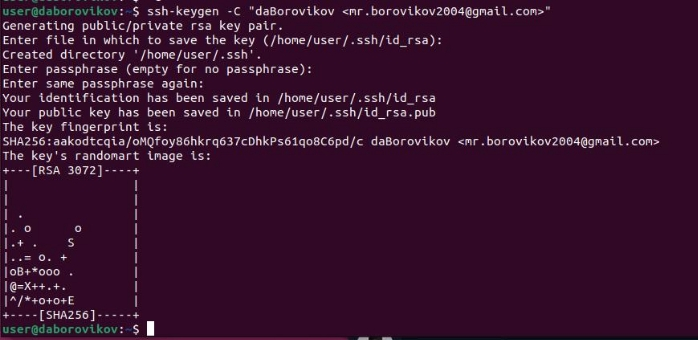 user@daborovikov:~$ ssh-keygen -C "daBorovikov <mr.borovikov2004@gmail.com>"
Generating public/private rsa key pair.
Enter file in which to save the key (/home/user/.ssh/id_rsa):
Created directory '/home/user/.ssh'.
Enter passphrase (empty for no passphrase):
Enter same passphrase again:
Your identification has been saved in /home/user/.ssh/id_rsa
Your public key has been saved in /home/user/.ssh/id_rsa.pub
The key fingerprint is:
SHA256:aakodtcqia/oMQfoy86hkrq637cDhkPs61qo8C6pd/c daBorovikov <mr.borovikov2004@gmail.com>
The key's randomart image is:
+---[RSA 3072]----+
|                 |
|                 |
| .               |
|. o      o       |
|.+ .    S        |
|..= o. +         |
|oB+*ooo .        |
|@=X++.+.         |
|^/*+o+o+E        |
+----[SHA256]-----+
user@daborovikov:~$